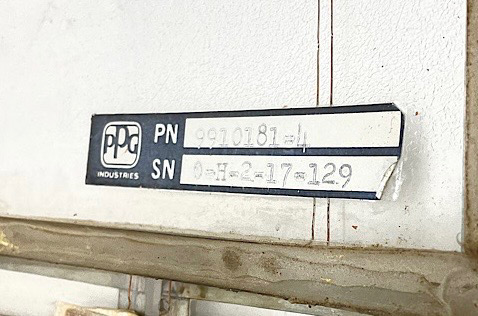 PPG
INDUSTRIES
PN 9910181-4
SN 0-H-2-17-129